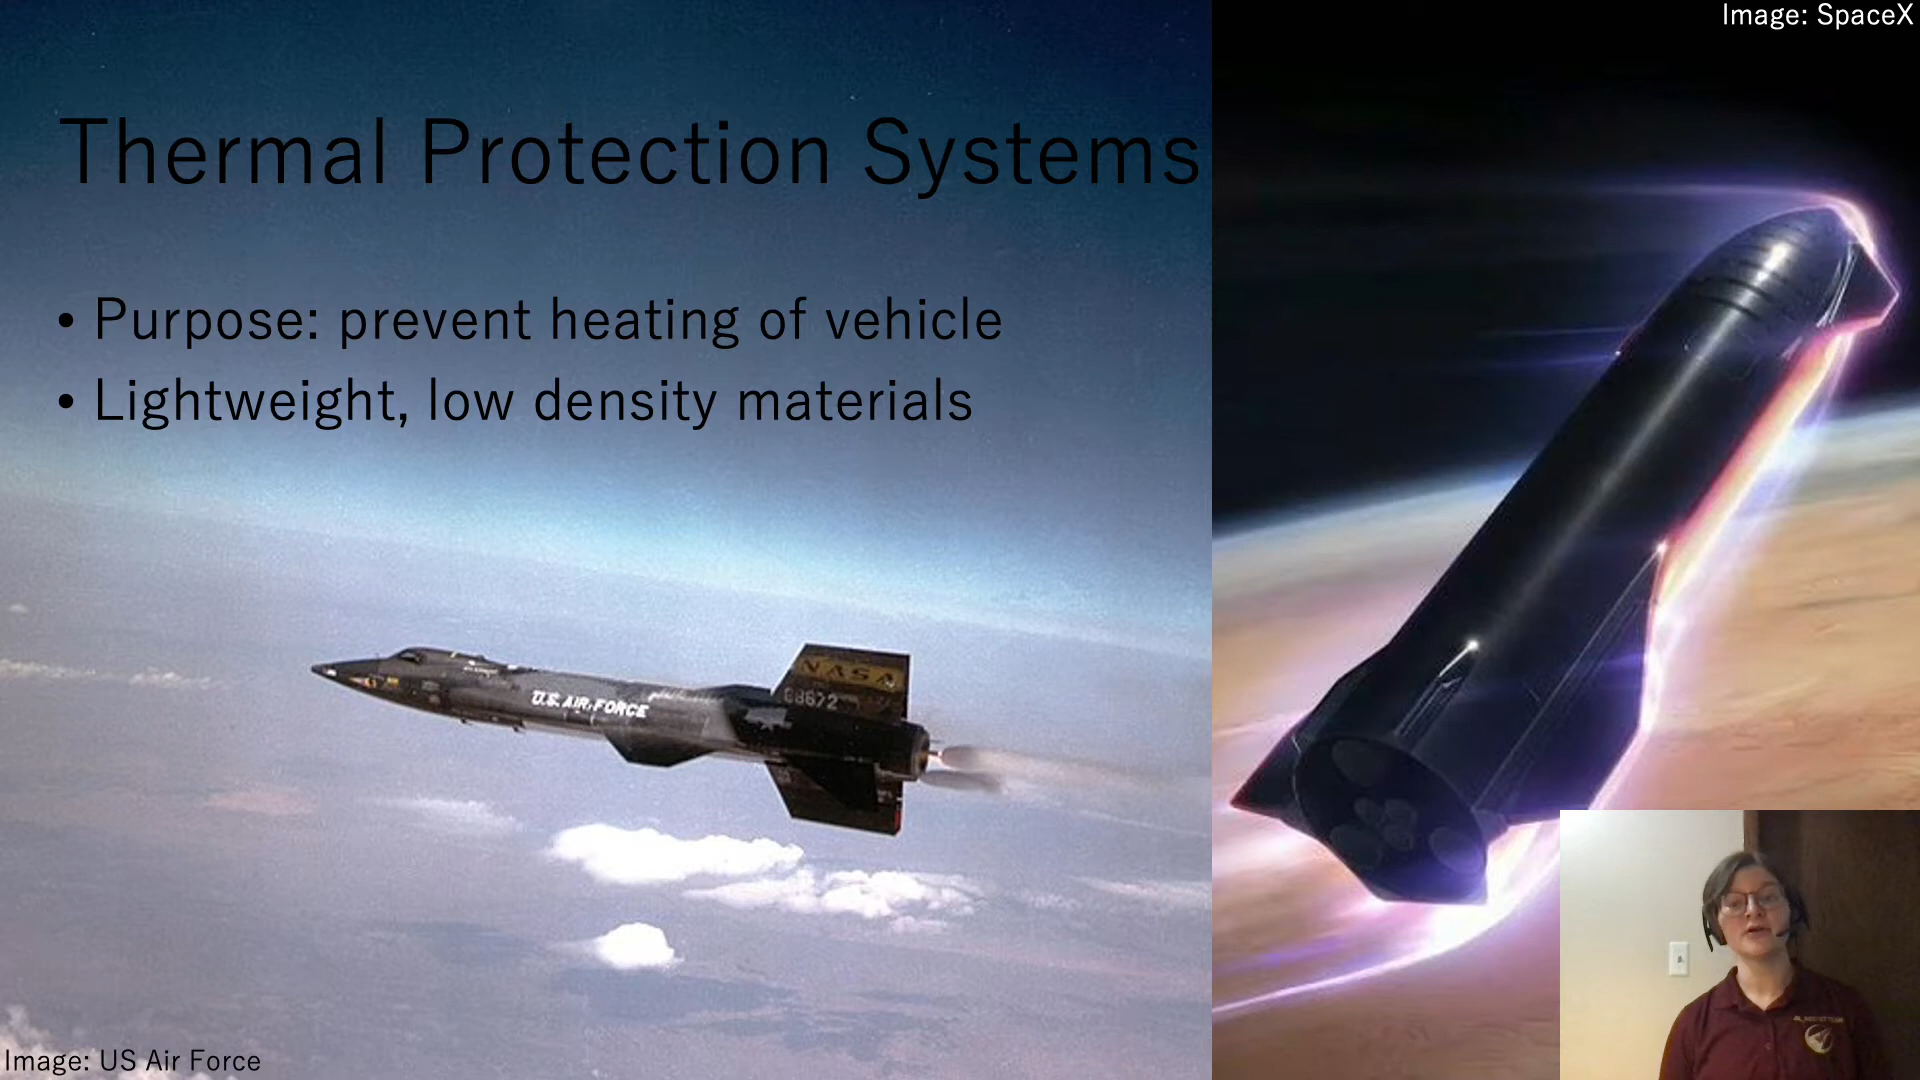 Image: SpaceX
Thermal Protection Systems
• Purpose: prevent heating of vehicle
• Lightweight, low density materials
NASA
U.S. AIR FORCE
Image: US Air Force